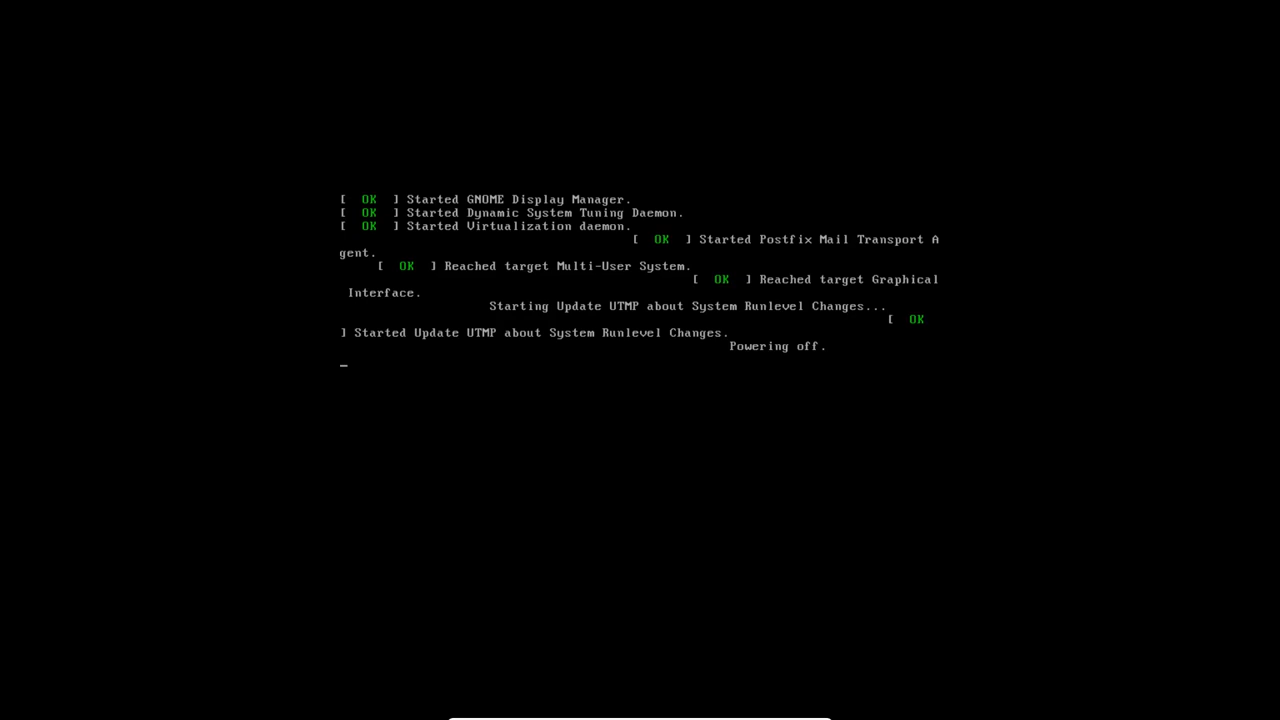 [  OK  ] Started GNOME Display Manager.
[  OK  ] Started Dynamic System Tuning Daemon.
[  OK  ] Started Virtualization daemon.
[  OK  ] Started Postfix Mail Transport A
gent.
[  OK  ] Reached target Multi-User System.
[  OK  ] Reached target Graphical
Interface.
Starting Update UTMP about System Runlevel Changes...
[  OK
] Started Update UTMP about System Runlevel Changes.
Powering off.
_